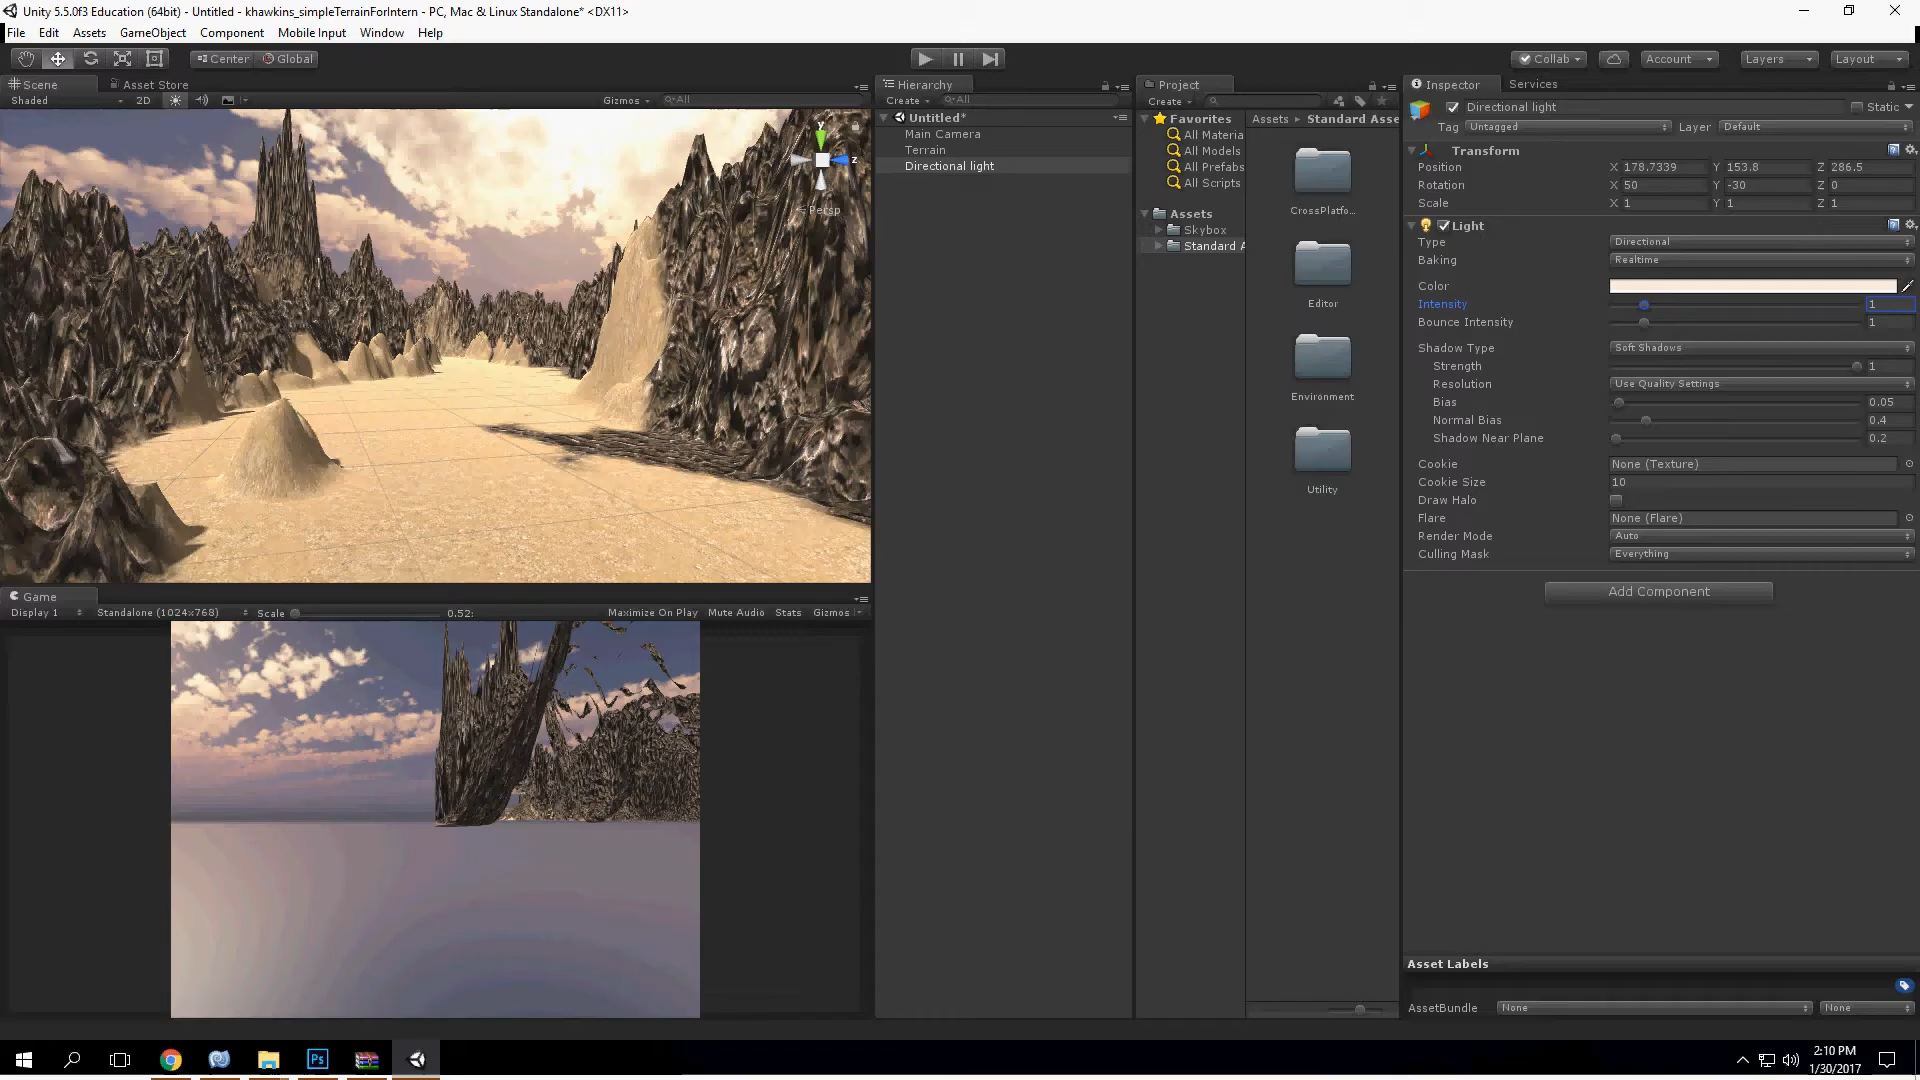 Unity 5.5.0f3 Education (64bit) - Untitled - khawkins_simpleTerrainForIntern - PC, Mac & Linux Standalone* <DX11>
File Edit Assets GameObject Component Mobile Input Window Help
Center Global Collab Account Layers Layout
Scene Asset Store
Shaded 2D Gizmos All
y
z
Persp
Game
Display 1 Standalone (1024x768) Scale 0.52: Maximize On Play Mute Audio Stats Gizmos
Hierarchy
Create All
Untitled*
Main Camera
Terrain
Directional light
Project
Create
Favorites
All Materia
All Models
All Prefabs
All Scripts
Assets
Skybox
Standard A
Assets Standard Asse
CrossPlatfo...
Editor
Environment
Utility
Inspector Services
Directional light Static
Tag Untagged Layer Default
Transform
Position X 178.7339 Y 153.8 Z 286.5
Rotation X 50 Y -30 Z 0
Scale X 1 Y 1 Z 1
Light
Type Directional
Baking Realtime
Color
Intensity 1
Bounce Intensity 1
Shadow Type Soft Shadows
Strength 1
Resolution Use Quality Settings
Bias 0.05
Normal Bias 0.4
Shadow Near Plane 0.2
Cookie None (Texture)
Cookie Size 10
Draw Halo
Flare None (Flare)
Render Mode Auto
Culling Mask Everything
Add Component
Asset Labels
AssetBundle None None
Ps
2:10 PM
1/30/2017